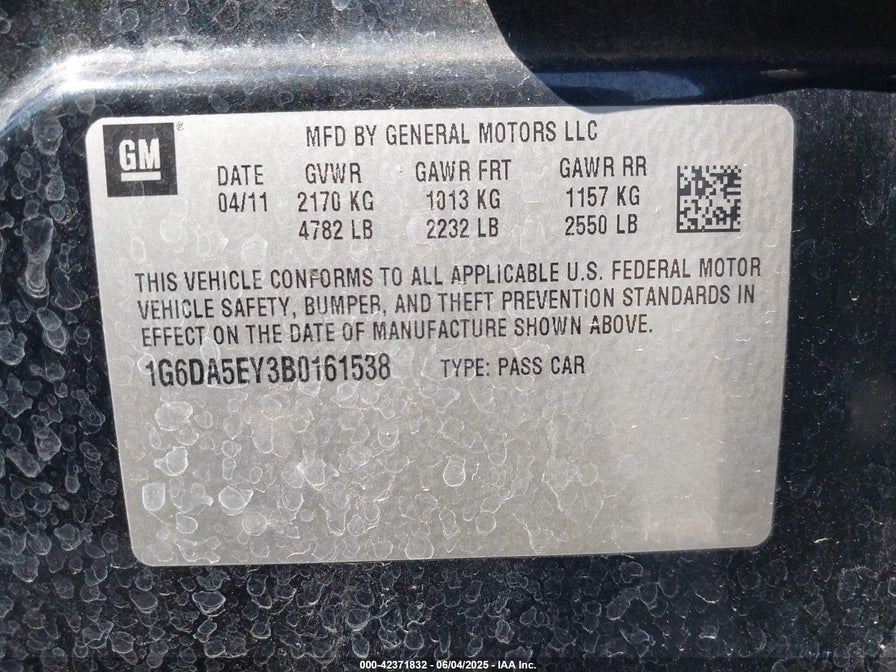 GM ®
MFD BY GENERAL MOTORS LLC
DATE GVWR GAWR FRT GAWR RR
04/11 2170 KG 1013 KG 1157 KG
4782 LB 2232 LB 2550 LB
THIS VEHICLE CONFORMS TO ALL APPLICABLE U.S. FEDERAL MOTOR
VEHICLE SAFETY, BUMPER, AND THEFT PREVENTION STANDARDS IN
EFFECT ON THE DATE OF MANUFACTURE SHOWN ABOVE.
1G6DA5EY3B0161538 TYPE: PASS CAR
000-42371832 - 06/04/2025 - IAA Inc.